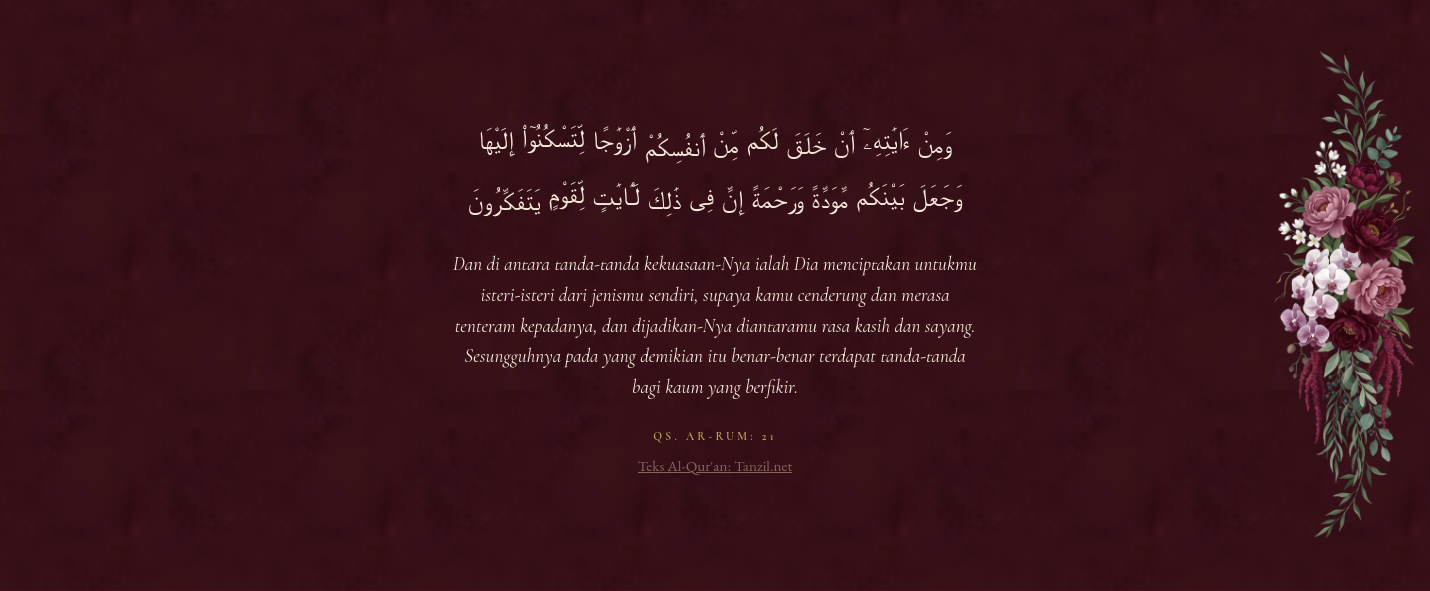 وَمِنْ ءَايَٰتِهِۦٓ أَنْ خَلَقَ لَكُم مِّنْ أَنفُسِكُمْ أَزْوَٰجًا لِّتَسْكُنُوٓا۟ إِلَيْهَا
وَجَعَلَ بَيْنَكُم مَّوَدَّةً وَرَحْمَةً إِنَّ فِى ذَٰلِكَ لَـَٔايَٰتٍ لِّقَوْمٍ يَتَفَكَّرُونَ
Dan di antara tanda-tanda kekuasaan-Nya ialah Dia menciptakan untukmu
isteri-isteri dari jenismu sendiri, supaya kamu cenderung dan merasa
tenteram kepadanya, dan dijadikan-Nya diantaramu rasa kasih dan sayang.
Sesungguhnya pada yang demikian itu benar-benar terdapat tanda-tanda
bagi kaum yang berfikir.
QS. AR-RUM: 21
Teks Al-Qur'an: Tanzil.net